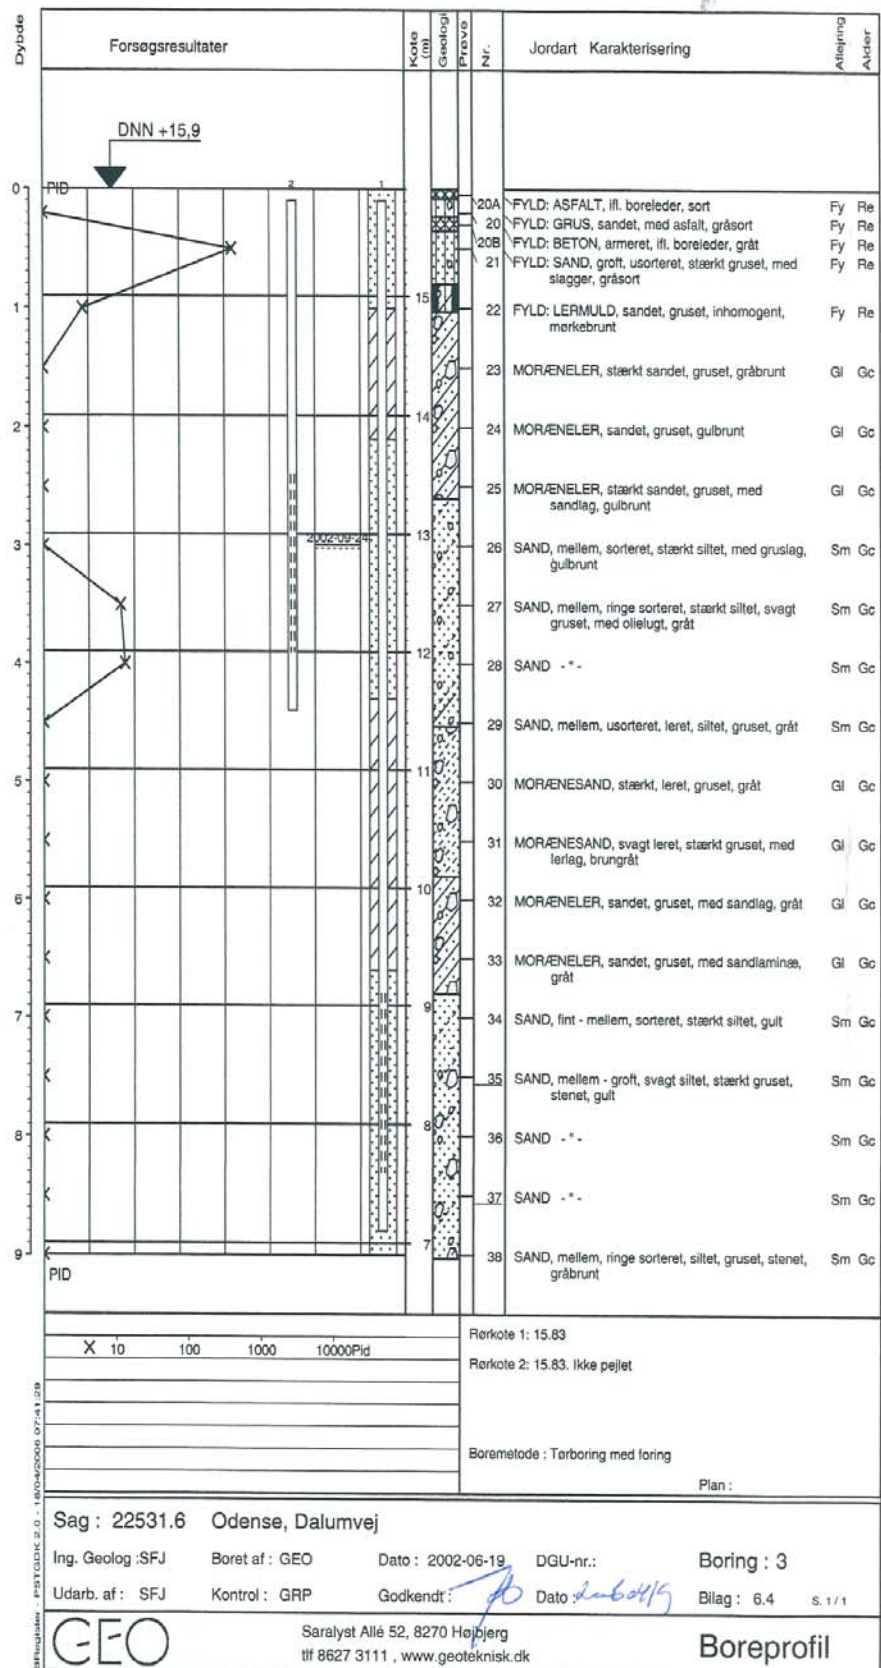 Dybde
Forsøgsresultater
Kote (m)
Geologi
Prøve
Nr.
Jordart Karakterisering
Aflejring
Alder
DNN +15,9
0
PID
2
1
20A FYLD: ASFALT, ifl. boreleder, sort Fy Re
20 FYLD: GRUS, sandet, med asfalt, gråsort Fy Re
20B FYLD: BETON, armeret, ifl. boreleder, gråt Fy Re
21 FYLD: SAND, groft, usorteret, stærkt gruset, med Fy Re
slagger, gråsort
1
15
22 FYLD: LERMULD, sandet, gruset, inhomogent, Fy Re
mørkebrunt
23 MORÆNELER, stærkt sandet, gruset, gråbrunt Gl Gc
2
14
24 MORÆNELER, sandet, gruset, gulbrunt Gl Gc
25 MORÆNELER, stærkt sandet, gruset, med Gl Gc
sandlag, gulbrunt
3
2002-09-24
13
26 SAND, mellem, sorteret, stærkt siltet, med gruslag, Sm Gc
gulbrunt
27 SAND, mellem, ringe sorteret, stærkt siltet, svagt Sm Gc
gruset, med olielugt, gråt
4
12
28 SAND -"- Sm Gc
29 SAND, mellem, usorteret, leret, siltet, gruset, gråt Sm Gc
5
11
30 MORÆNESAND, stærkt, leret, gruset, gråt Gl Gc
31 MORÆNESAND, svagt leret, stærkt gruset, med Gl Gc
lerlag, brungråt
6
10
32 MORÆNELER, sandet, gruset, med sandlag, gråt Gl Gc
33 MORÆNELER, sandet, gruset, med sandlaminæ, Gl Gc
gråt
7
9
34 SAND, fint - mellem, sorteret, stærkt siltet, gult Sm Gc
35 SAND, mellem - groft, svagt siltet, stærkt gruset, Sm Gc
stenet, gult
8
8
36 SAND -"- Sm Gc
37 SAND -"- Sm Gc
9
7
38 SAND, mellem, ringe sorteret, siltet, gruset, stenet, Sm Gc
gråbrunt
PID
X 10 100 1000 10000Pid
Rørkote 1: 15.83
Rørkote 2: 15.83. Ikke pejlet
Boremetode : Tørboring med foring
Plan :
Sag : 22531.6 Odense, Dalumvej
Ing. Geolog :SFJ Boret af : GEO Dato : 2002-06-19 DGU-nr.: Boring : 3
Udarb. af : SFJ Kontrol : GRP Godkendt : Dato : Bilag : 6.4 S. 1 / 1
GEO
Saralyst Allé 52, 8270 Højbjerg
tlf 8627 3111 , www.geoteknisk.dk
Boreprofil